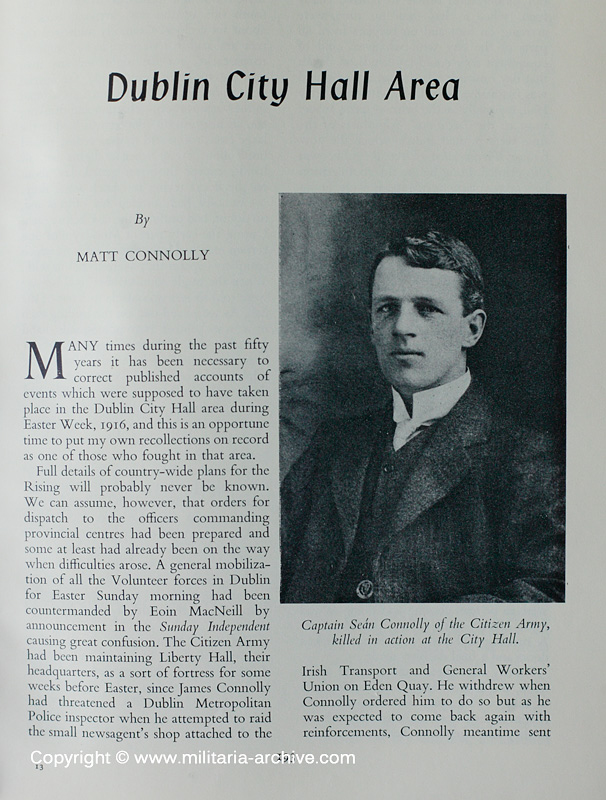 Dublin City Hall Area
By
MATT CONNOLLY
MANY times during the past fifty
years it has been necessary to
correct published accounts of
events which were supposed to have taken
place in the Dublin City Hall area during
Easter Week, 1916, and this is an opportune
time to put my own recollections on record
as one of those who fought in that area.
Full details of country-wide plans for the
Rising will probably never be known.
We can assume, however, that orders for
dispatch to the officers commanding
provincial centres had been prepared and
some at least had already been on the way
when difficulties arose. A general mobiliza-
tion of all the Volunteer forces in Dublin
for Easter Sunday morning had been
countermanded by Eoin MacNeill by
announcement in the Sunday Independent
causing great confusion. The Citizen Army
had been maintaining Liberty Hall, their
headquarters, as a sort of fortress for some
weeks before Easter, since James Connolly
had threatened a Dublin Metropolitan
Police inspector when he attempted to raid
the small newsagent's shop attached to the
Captain Seán Connolly of the Citizen Army,
killed in action at the City Hall.
Irish Transport and General Workers'
Union on Eden Quay. He withdrew when
Connolly ordered him to do so but as he
was expected to come back again with
reinforcements, Connolly meantime sent
Copyright © www.militaria-archive.com
13